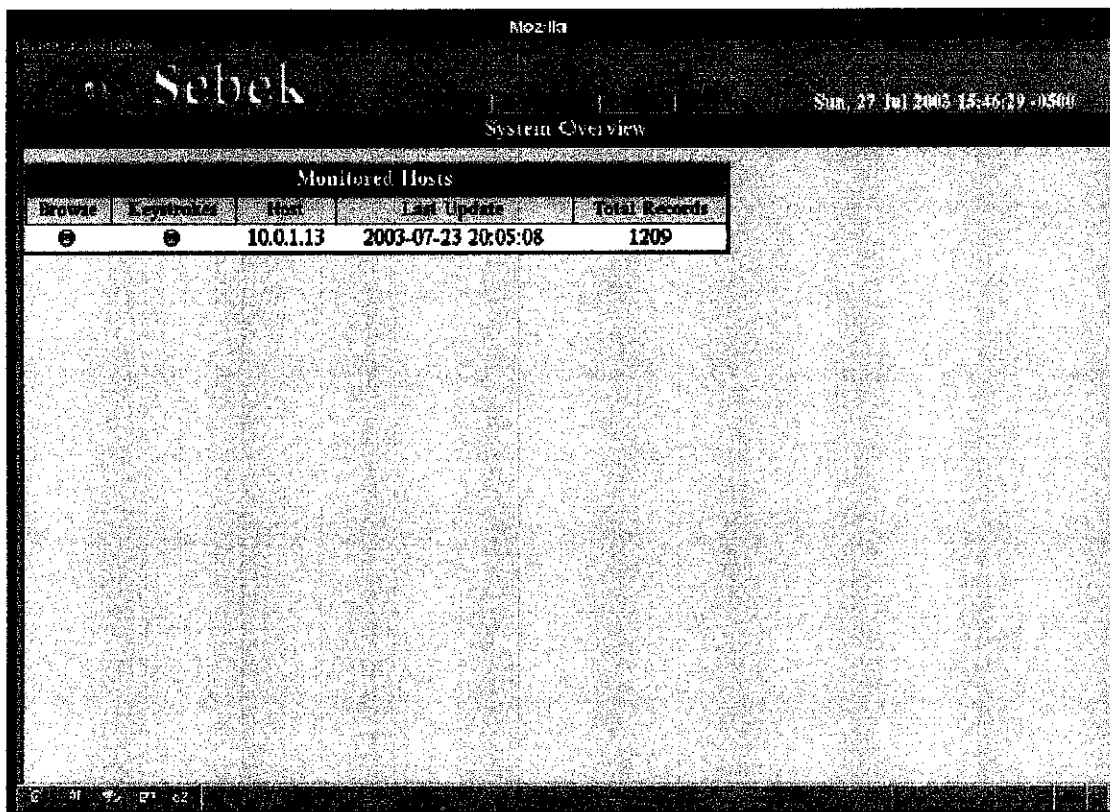 Mozilla
Sebek
Sun, 27 Jul 2003 15:46:29 -0500
System Overview
Monitored Hosts
Browse Keystrokes Host Last Update Total Records
10.0.1.13 2003-07-23 20:05:08 1209